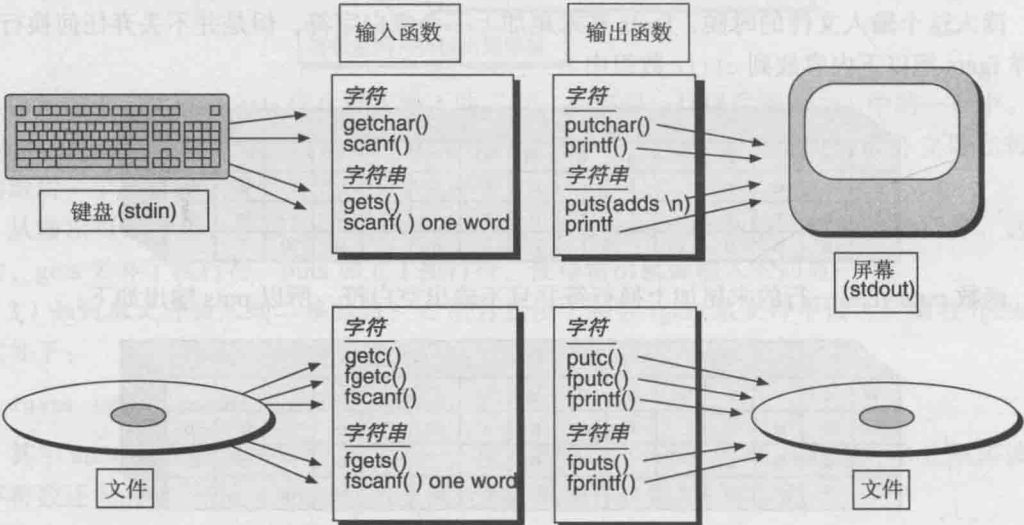 输入函数
输出函数
字符
getchar()
scanf()
字符串
gets()
scanf( ) one word
字符
putchar()
printf()
字符串
puts(adds \n)
printf
键盘(stdin)
屏幕
(stdout)
字符
getc()
fgetc()
fscanf()
字符串
fgets()
fscanf( ) one word
字符
putc()
fputc()
fprintf()
字符串
fputs()
fprintf()
文件
文件